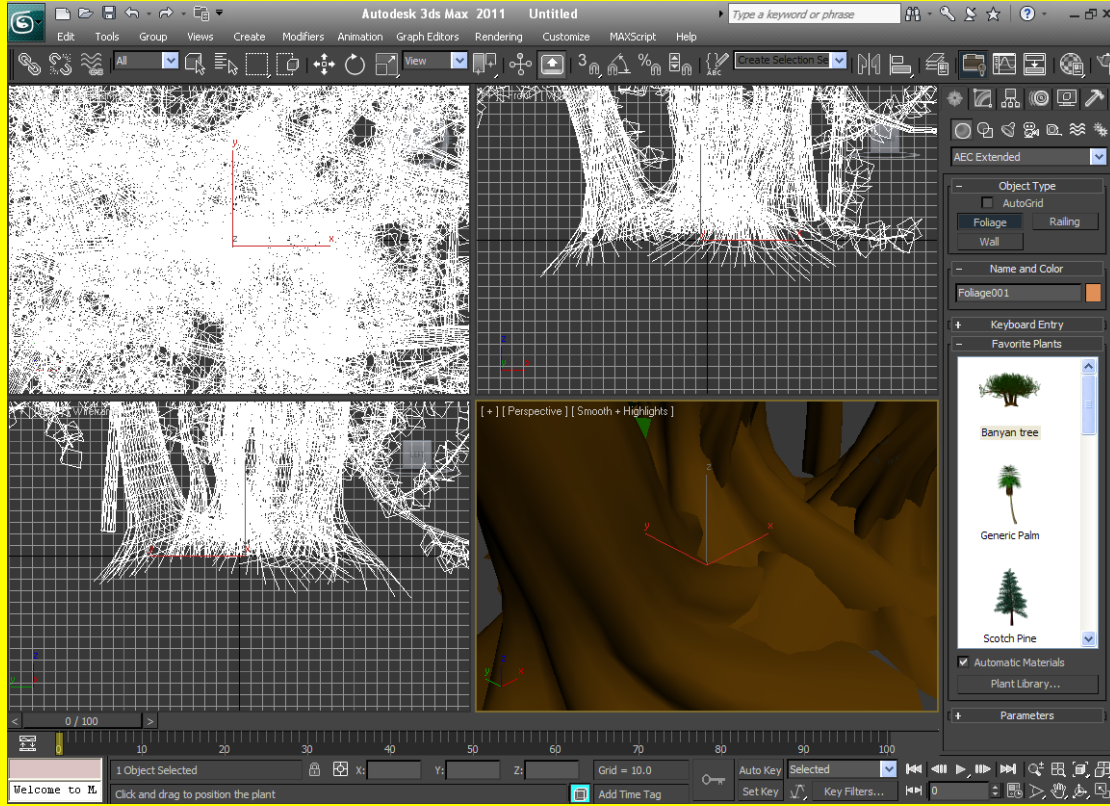 Autodesk 3ds Max 2011 Untitled
Type a keyword or phrase
Edit Tools Group Views Create Modifiers Animation Graph Editors Rendering Customize MAXScript Help
All
View
3
Create Selection Se
AEC Extended
Object Type
AutoGrid
Foliage Railing
Wall
Name and Color
Foliage001
Keyboard Entry
Favorite Plants
Banyan tree
Generic Palm
Scotch Pine
Automatic Materials
Plant Library...
Parameters
y
z x
[ + ] [ Perspective ] [ Smooth + Highlights ]
z
y x
0 / 100
0 10 20 30 40 50 60 70 80 90 100
1 Object Selected X: Y: Z: Grid = 10.0 Auto Key Selected
Welcome to M Click and drag to position the plant Add Time Tag Set Key Key Filters... 0